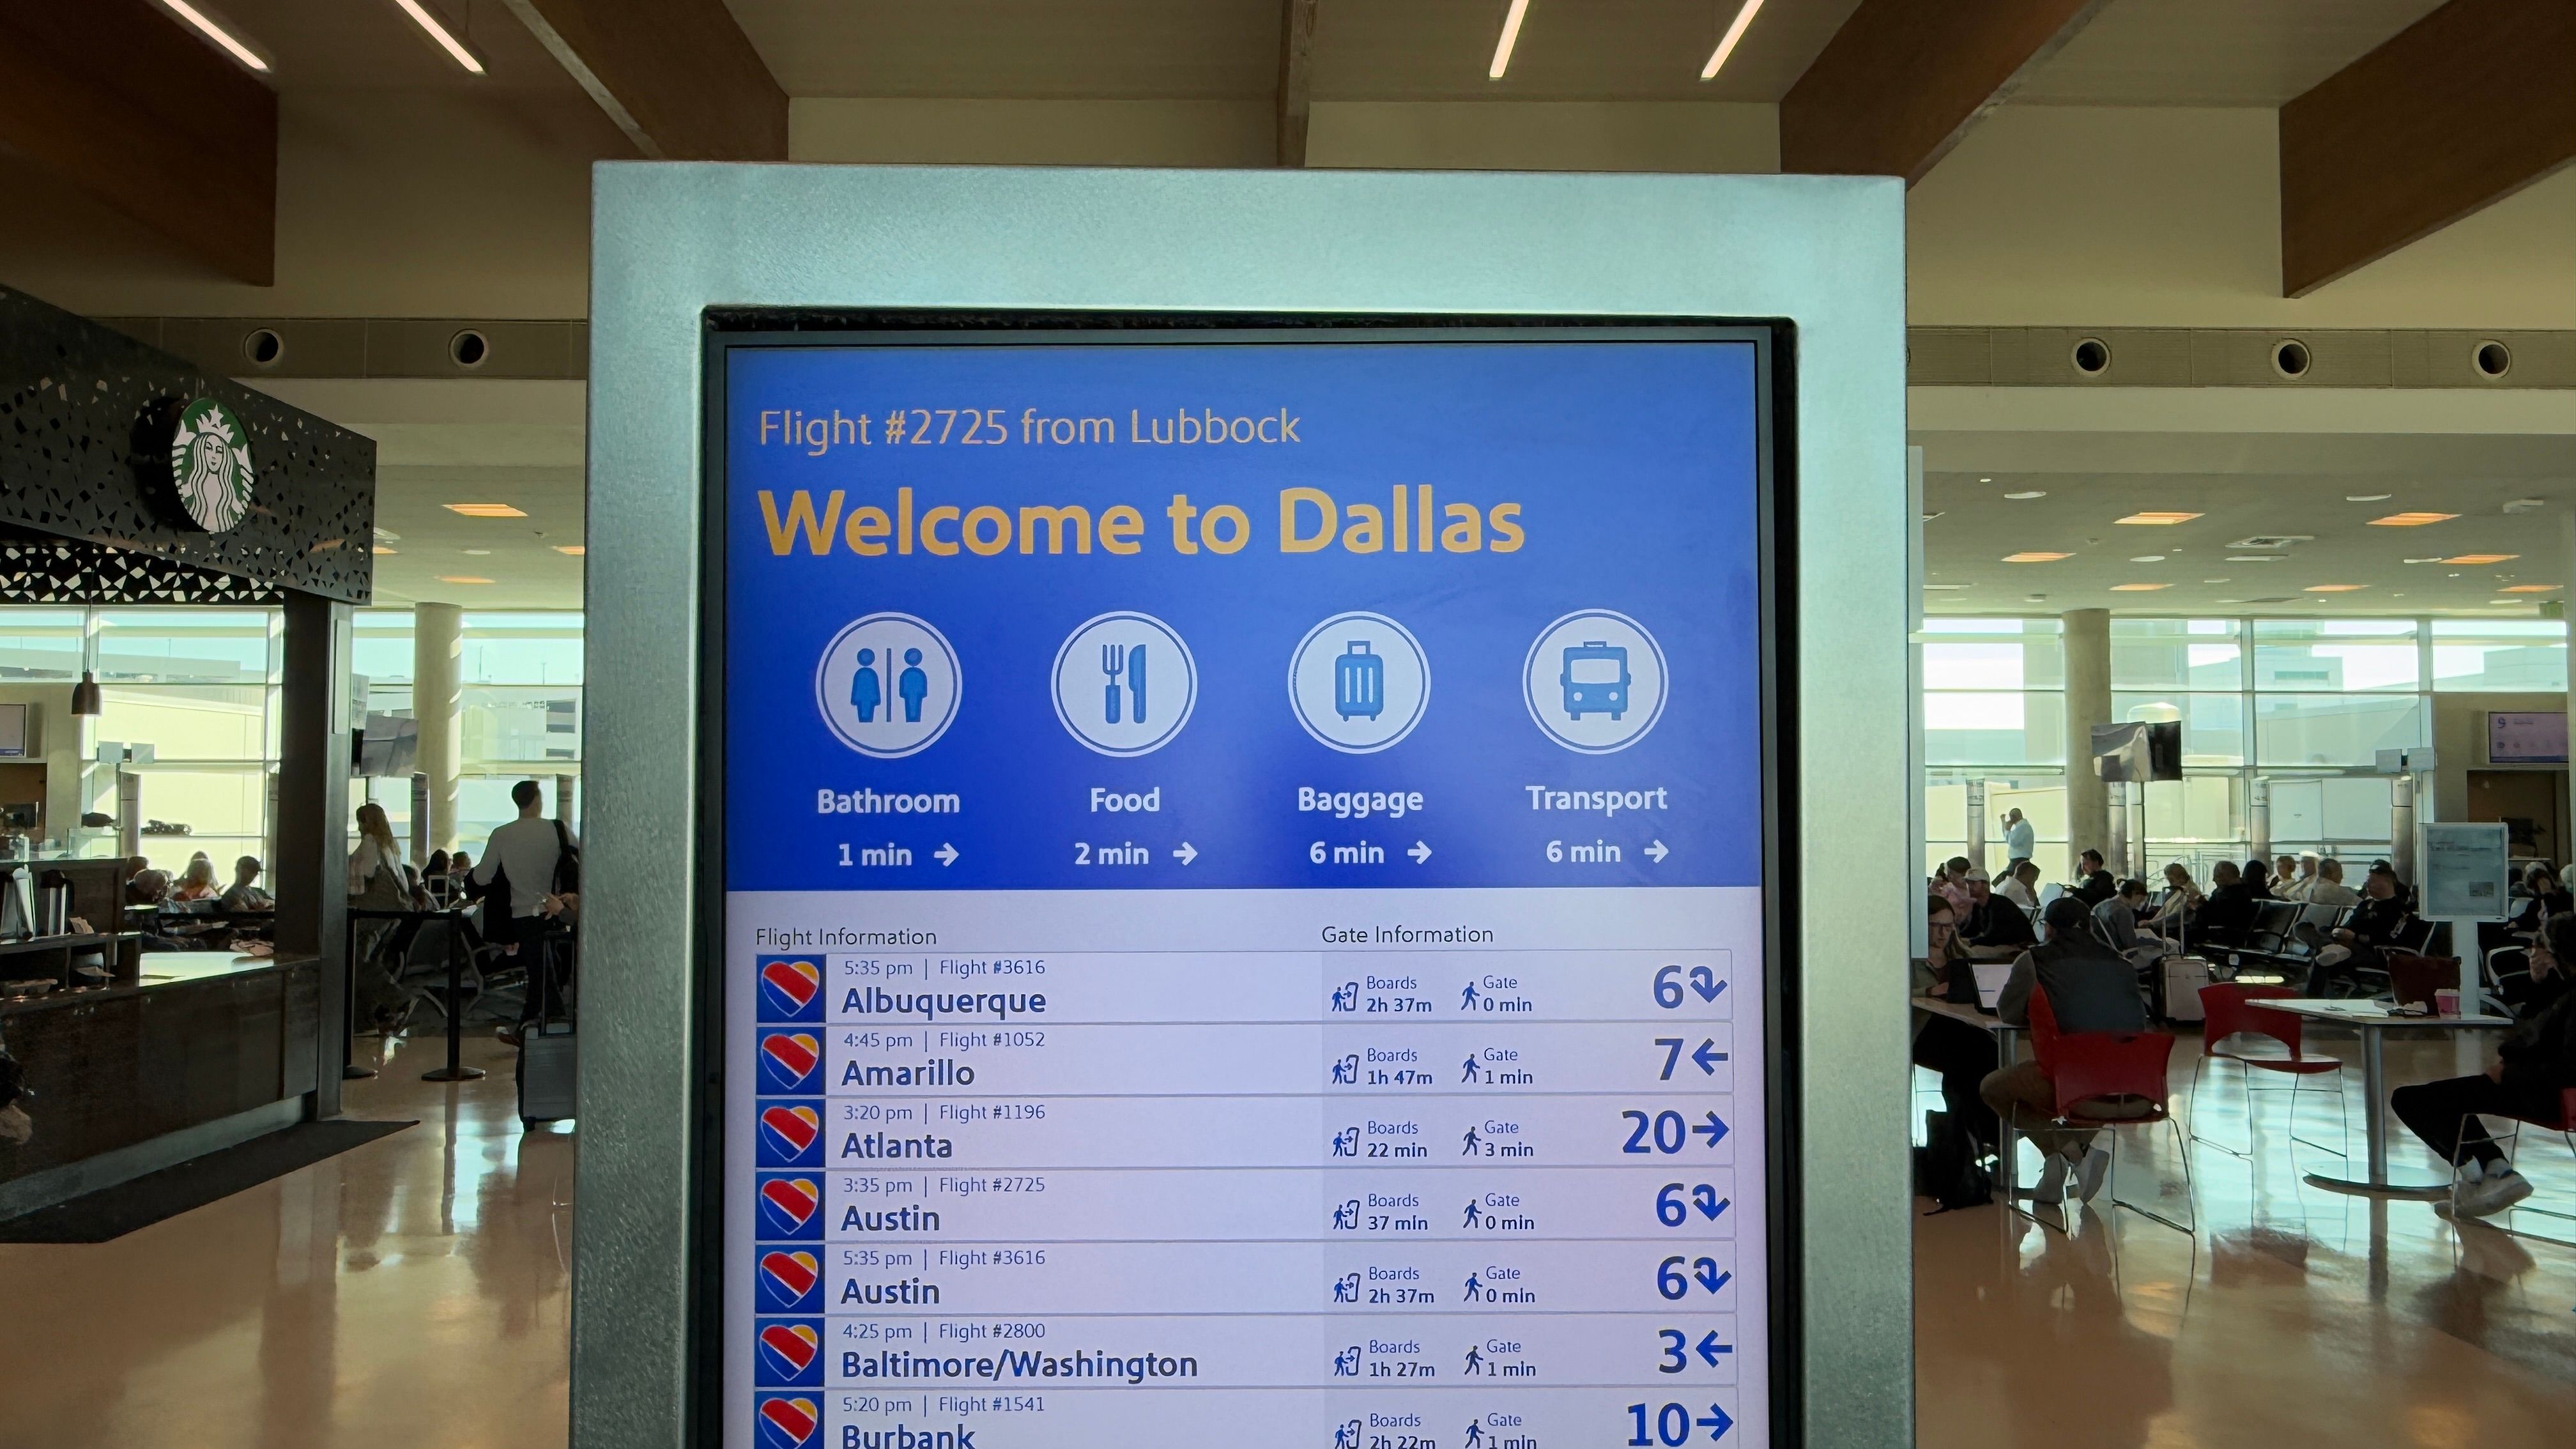 Flight #2725 from Lubbock
Welcome to Dallas
Bathroom Food Baggage Transport
1 min → 2 min → 6 min → 6 min →
Flight Information Gate Information
5:35 pm | Flight #3616
Albuquerque
Boards 2h 37m
Gate 0 min
6
4:45 pm | Flight #1052
Amarillo
Boards 1h 47m
Gate 1 min
7←
3:20 pm | Flight #1196
Atlanta
Boards 22 min
Gate 3 min
20→
3:35 pm | Flight #2725
Austin
Boards 37 min
Gate 0 min
6
5:35 pm | Flight #3616
Austin
Boards 2h 37m
Gate 0 min
6
4:25 pm | Flight #2800
Baltimore/Washington
Boards 1h 27m
Gate 1 min
3←
5:20 pm | Flight #1541
Burbank
Boards 2h 22m
Gate 1 min
10→